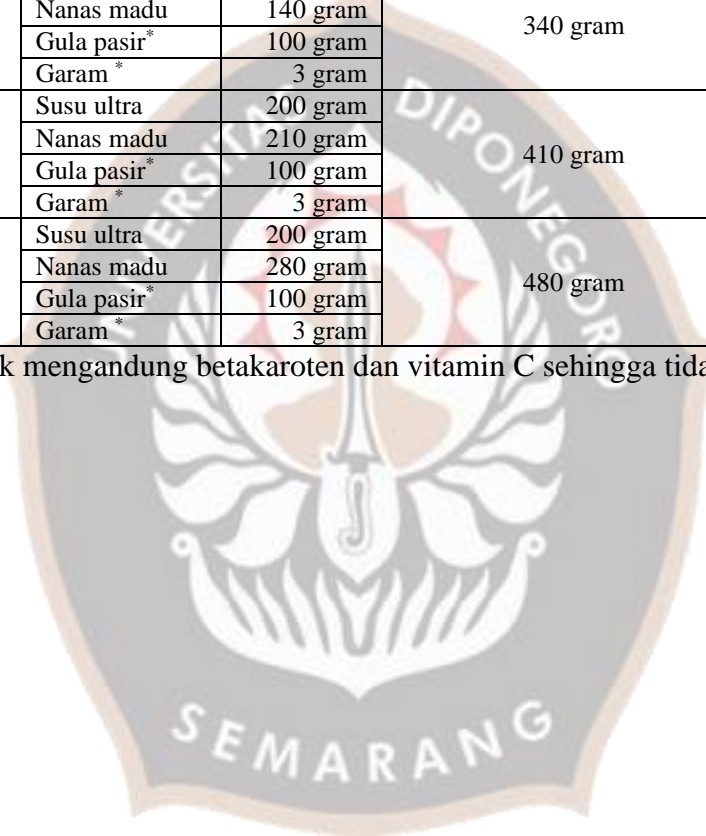 Nanas madu 140 gram 340 gram
Gula pasir* 100 gram
Garam * 3 gram
Susu ultra 200 gram 410 gram
Nanas madu 210 gram
Gula pasir* 100 gram
Garam * 3 gram
Susu ultra 200 gram 480 gram
Nanas madu 280 gram
Gula pasir* 100 gram
Garam * 3 gram
k mengandung betakaroten dan vitamin C sehingga tida
UNIVERSITAS DIPONEGORO
SEMARANG